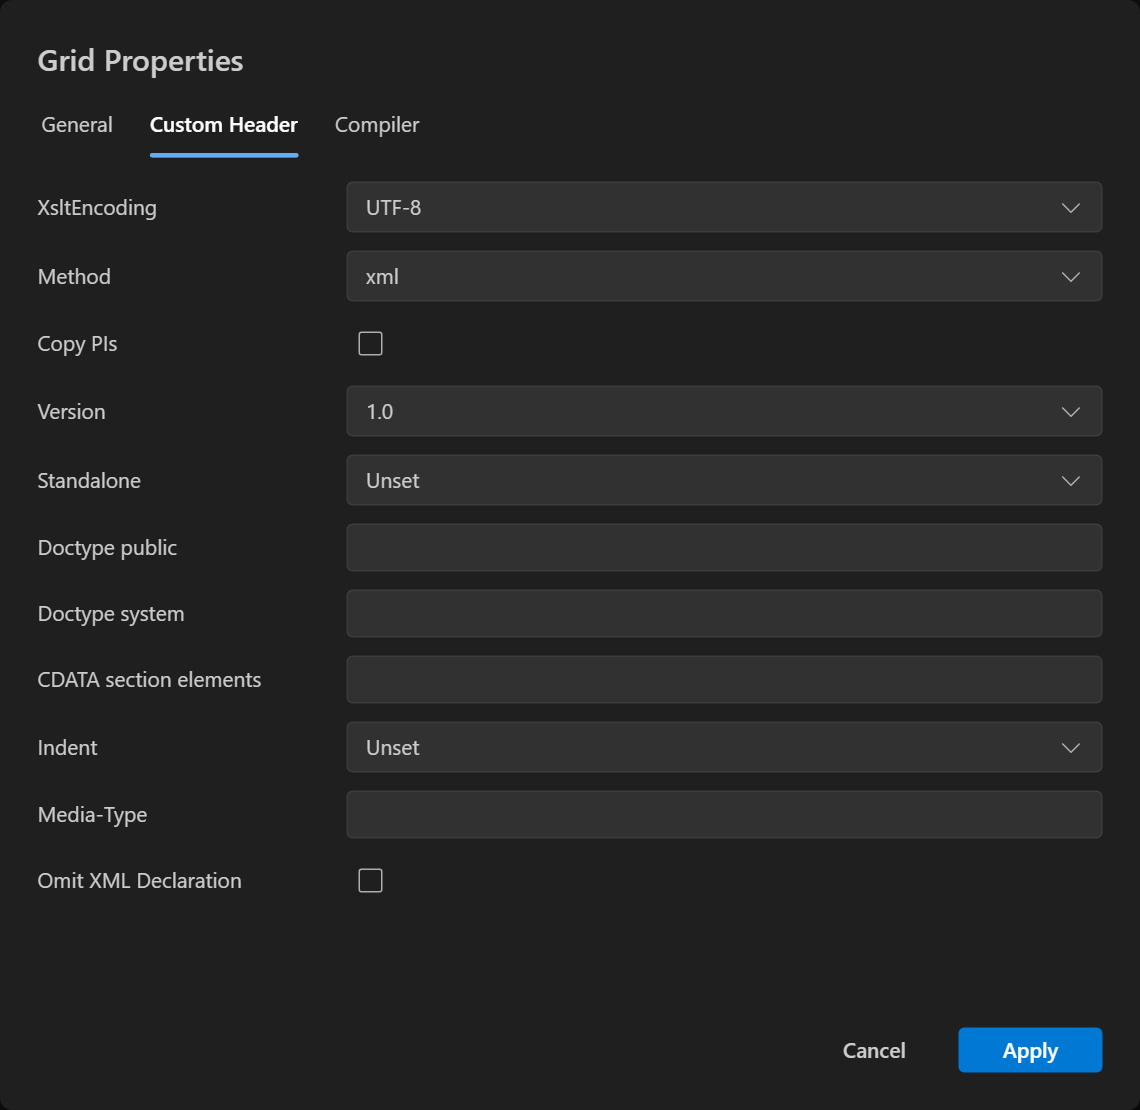 Grid Properties
General Custom Header Compiler
XsltEncoding UTF-8
Method xml
Copy PIs
Version 1.0
Standalone Unset
Doctype public
Doctype system
CDATA section elements
Indent Unset
Media-Type
Omit XML Declaration
Cancel Apply